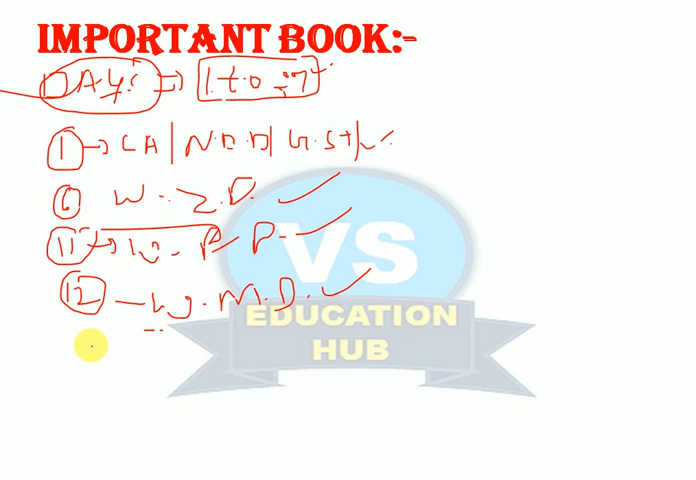 IMPORTANT BOOK:-
DAY: → 1 to 7
1 → CA | N.D.D | G.S
6 W.Z.D. ✓
11 → W.P.D. ✓
12 - W.M.D. ✓
VS
EDUCATION
HUB